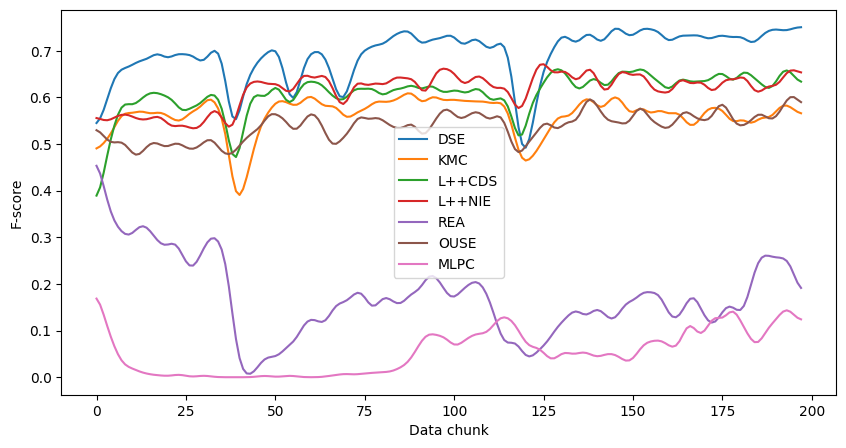 F-score
0.7
0.6
0.5
0.4
0.3
0.2
0.1
0.0
DSE
KMC
L++CDS
L++NIE
REA
OUSE
MLPC
0 25 50 75 100 125 150 175 200
Data chunk